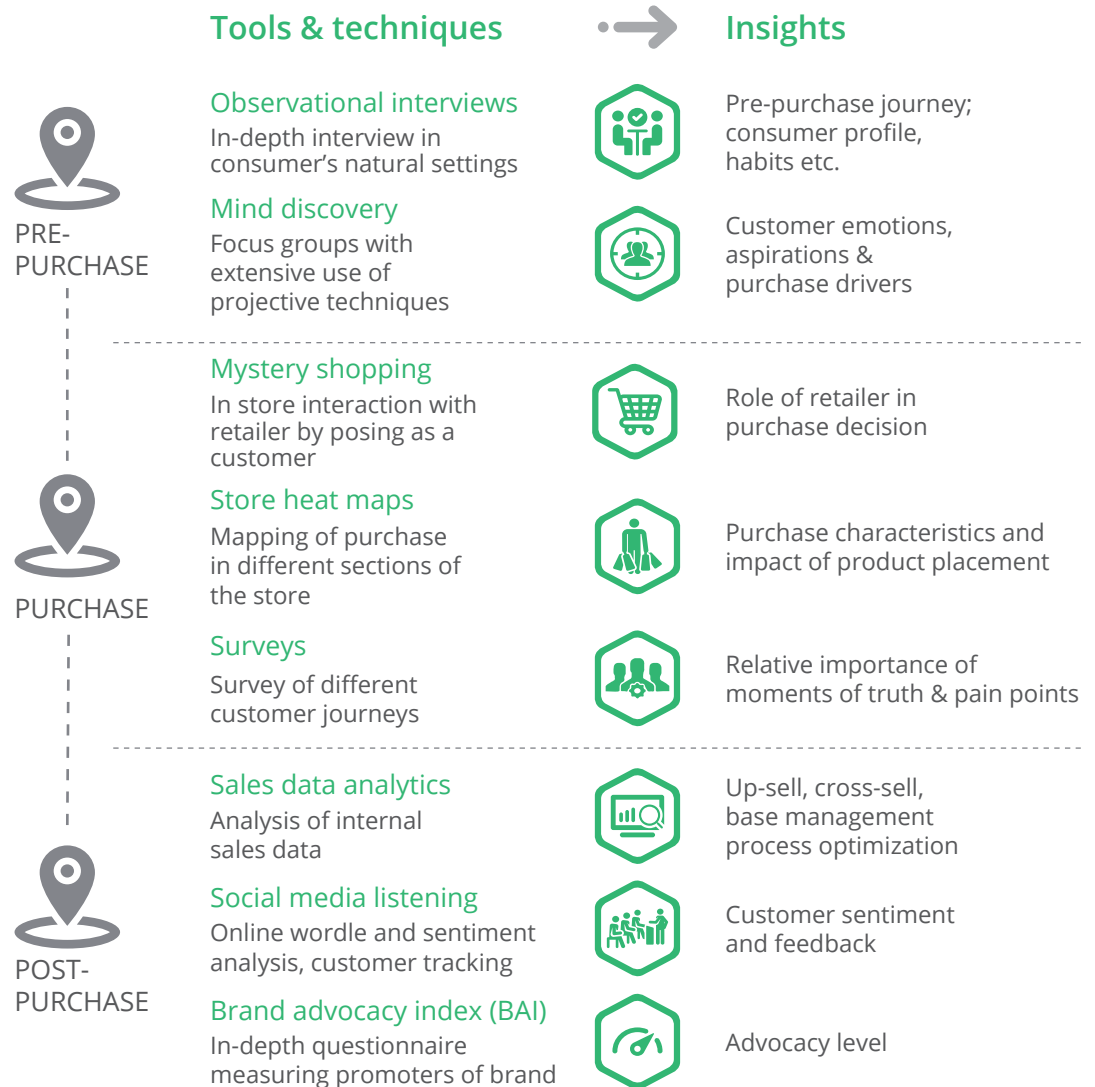 Tools & techniques
Insights
PRE-
PURCHASE
Observational interviews
In-depth interview in
consumer’s natural settings
Pre-purchase journey;
consumer profile,
habits etc.
Mind discovery
Focus groups with
extensive use of
projective techniques
Customer emotions,
aspirations &
purchase drivers
PURCHASE
Mystery shopping
In store interaction with
retailer by posing as a
customer
Role of retailer in
purchase decision
Store heat maps
Mapping of purchase
in different sections of
the store
Purchase characteristics and
impact of product placement
Surveys
Survey of different
customer journeys
Relative importance of
moments of truth & pain points
POST-
PURCHASE
Sales data analytics
Analysis of internal
sales data
Up-sell, cross-sell,
base management
process optimization
Social media listening
Online wordle and sentiment
analysis, customer tracking
Customer sentiment
and feedback
Brand advocacy index (BAI)
In-depth questionnaire
measuring promoters of brand
Advocacy level